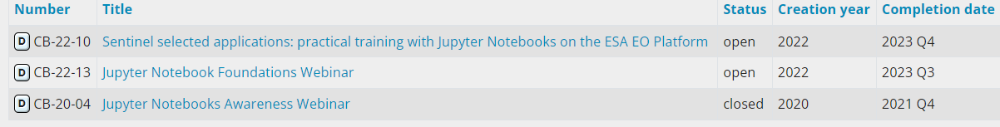 Number Title Status Creation year Completion date
D CB-22-10 Sentinel selected applications: practical training with Jupyter Notebooks on the ESA EO Platform open 2022 2023 Q4
D CB-22-13 Jupyter Notebook Foundations Webinar open 2022 2023 Q3
D CB-20-04 Jupyter Notebooks Awareness Webinar closed 2020 2021 Q4